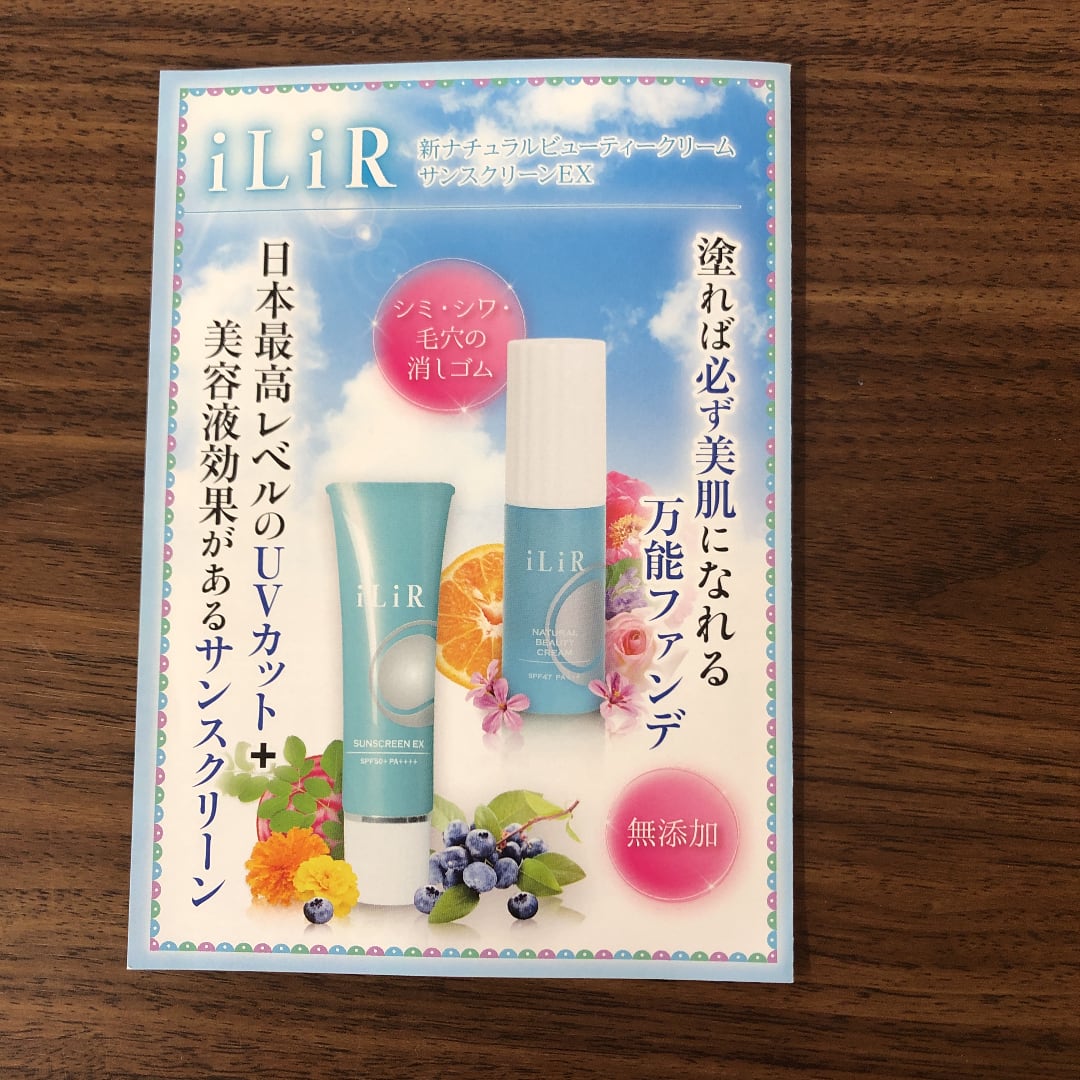 iLiR
新ナチュラルビューティークリーム
サンスクリーンEX
塗れば必ず美肌になれる
万能ファンデ
シミ・シワ・
毛穴の
消しゴム
日本最高レベルのUVカット+
美容液効果があるサンスクリーン
iLiR
NATURAL
BEAUTY
CREAM
SPF47 PA+++
iLiR
SUNSCREEN EX
SPF50+ PA++++
無添加